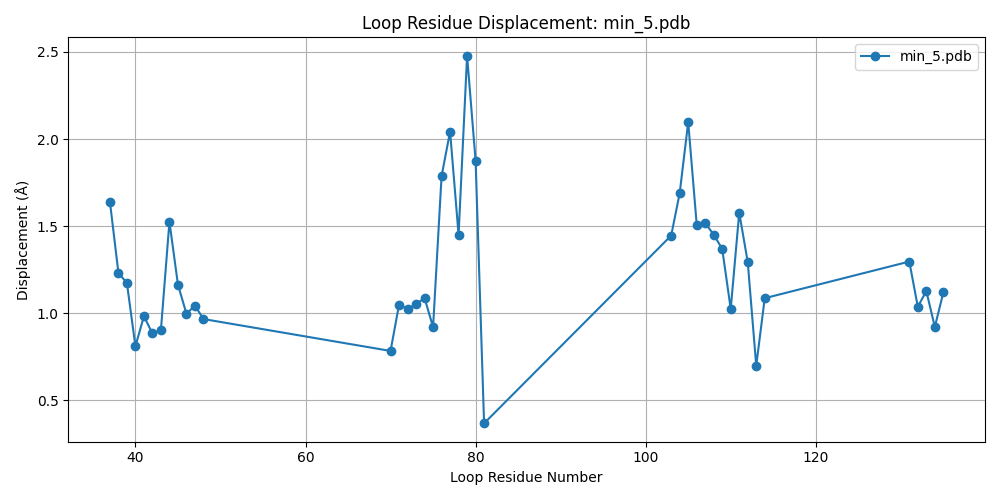 Loop Residue Displacement: min_5.pdb
min_5.pdb
2.5
2.0
1.5
1.0
0.5
Displacement (Å)
40
60
80
100
120
Loop Residue Number